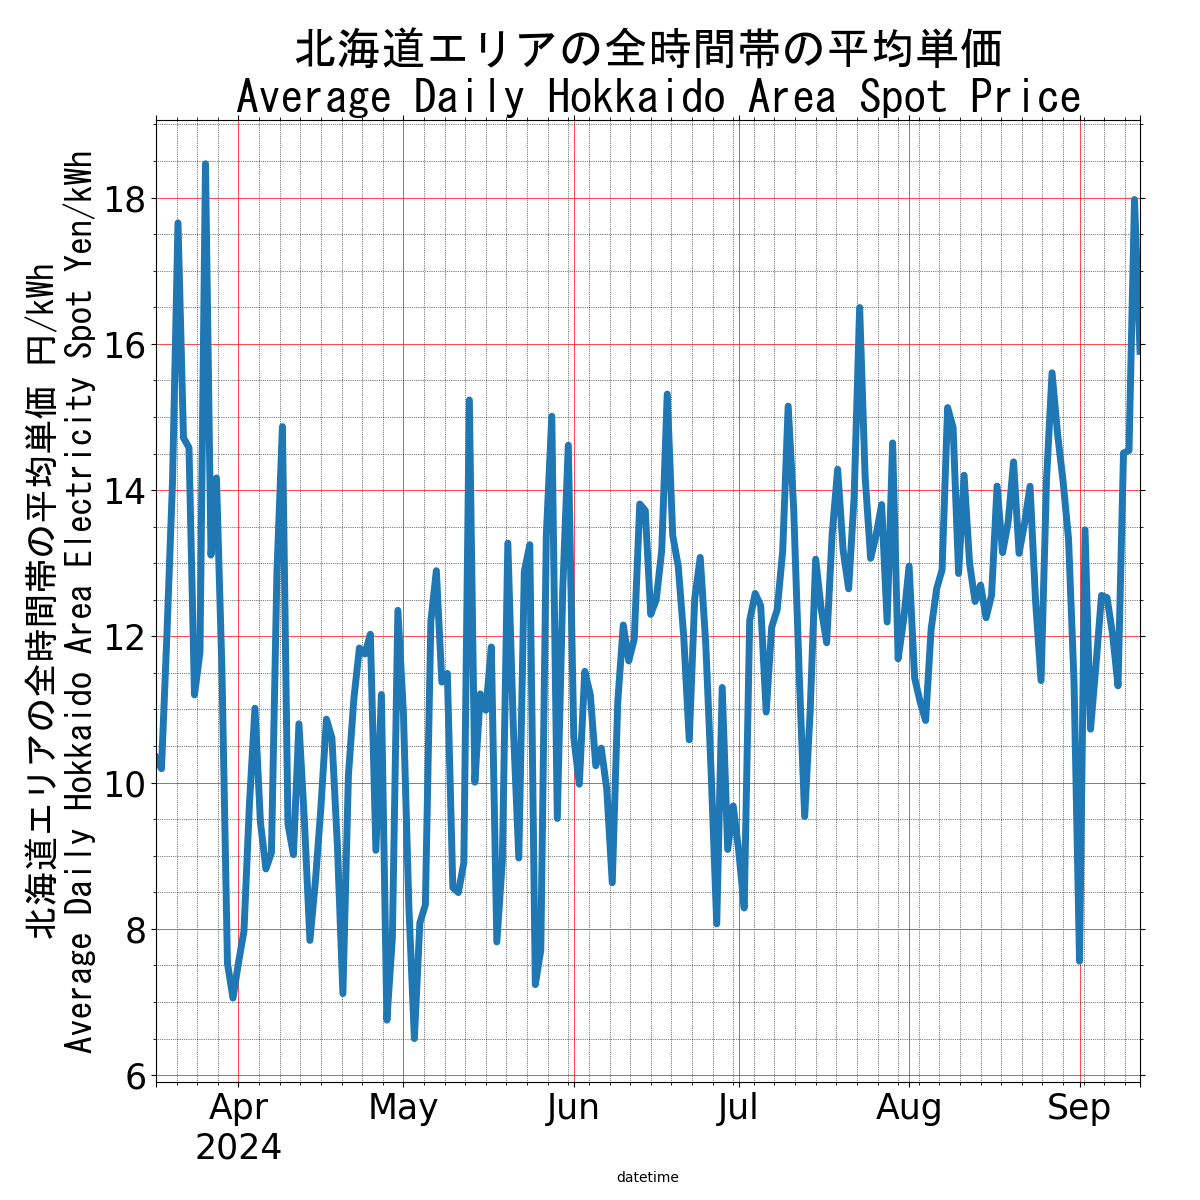 北海道エリアの全時間帯の平均単価
Average Daily Hokkaido Area Spot Price
北海道エリアの全時間帯の平均単価 円/kWh
Average Daily Hokkaido Area Electricity Spot Yen/kWh
18
16
14
12
10
8
6
Apr May Jun Jul Aug Sep
2024
datetime